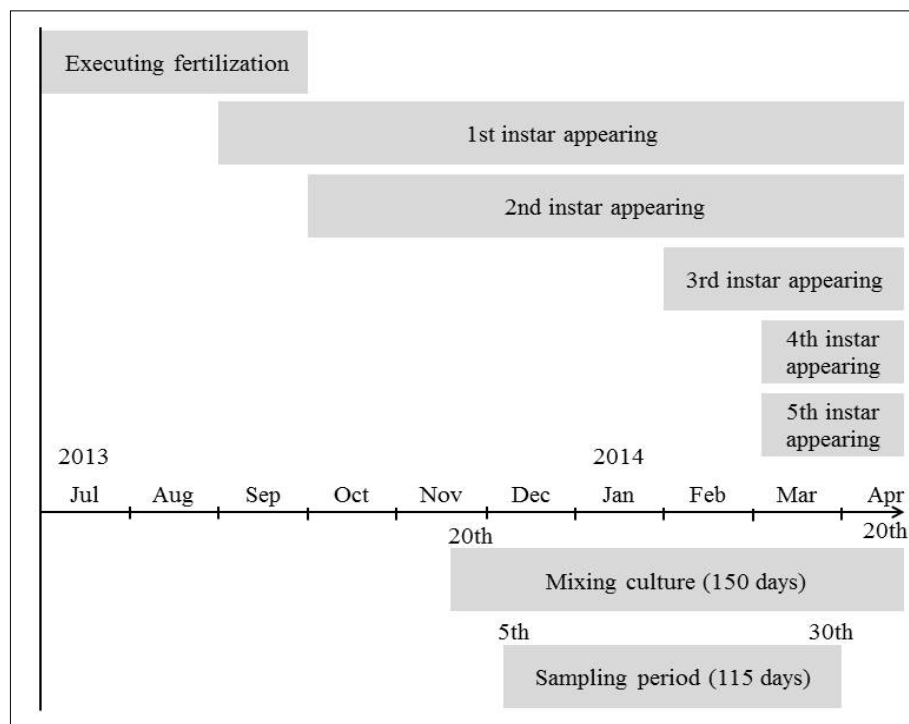 Executing fertilization
1st instar appearing
2nd instar appearing
3rd instar appearing
4th instar
appearing
5th instar
appearing
2013 2014
Jul Aug Sep Oct Nov Dec Jan Feb Mar Apr
20th 20th
Mixing culture (150 days)
5th 30th
Sampling period (115 days)